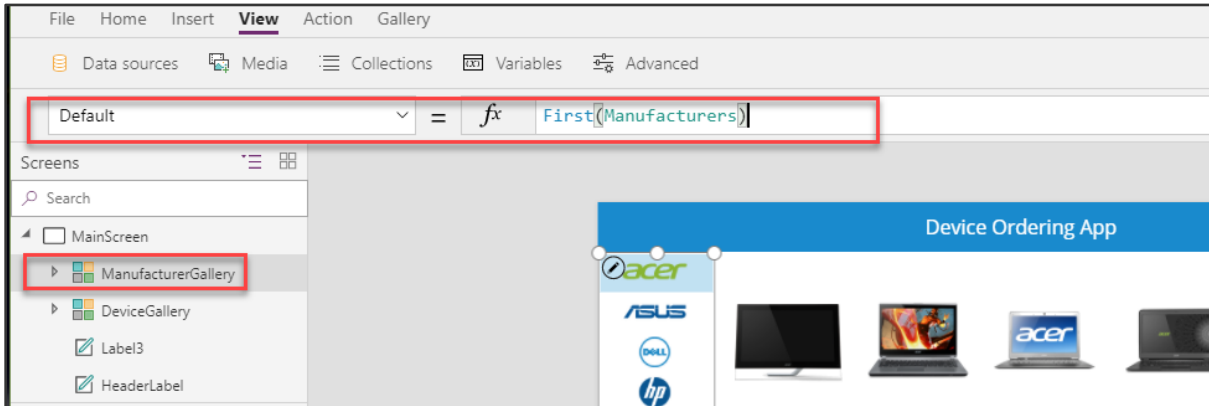 File Home Insert View Action Gallery
Data sources Media Collections (x) Variables Advanced
Default = fx First(Manufacturers)
Screens
Search
MainScreen
ManufacturerGallery
DeviceGallery
Label3
HeaderLabel
Device Ordering App
acer
ASUS
DELL
hp
acer